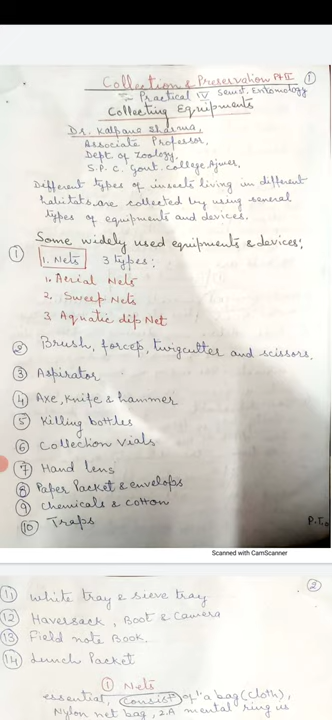 Collection & Preservation Pt II ①
Practical IV Semst. Entomology
Collecting Equipments
Dr. Kalpana Sharma,
Associate Professor,
Dept of Zoology,
S.P.C. Govt. College, Ajmer.
Different types of insects living in different
habitats are collected by using several
types of equipments and devices.
Some widely used equipments & devices:
① 1. Nets 3 types:
1. Aerial Nets
2. Sweep Nets
3 Aquatic dip Net
② Brush, forcep, twigcutter and scissors.
③ Aspirator
④ Axe, knife & hammer
⑤ Killing bottles
⑥ Collection vials
⑦ Hand lens
⑧ Paper Packet & envelops
⑨ Chemicals & cotton
⑩ Traps
P.T.O
Scanned with CamScanner
②
⑪ White tray & sieve tray
⑫ Haversack, Boot & Camera
⑬ Field note Book.
⑭ Lunch Packet
① Nets
essential, consist of 'a bag (cloth),
Nylon net bag, 2. A mental ring is